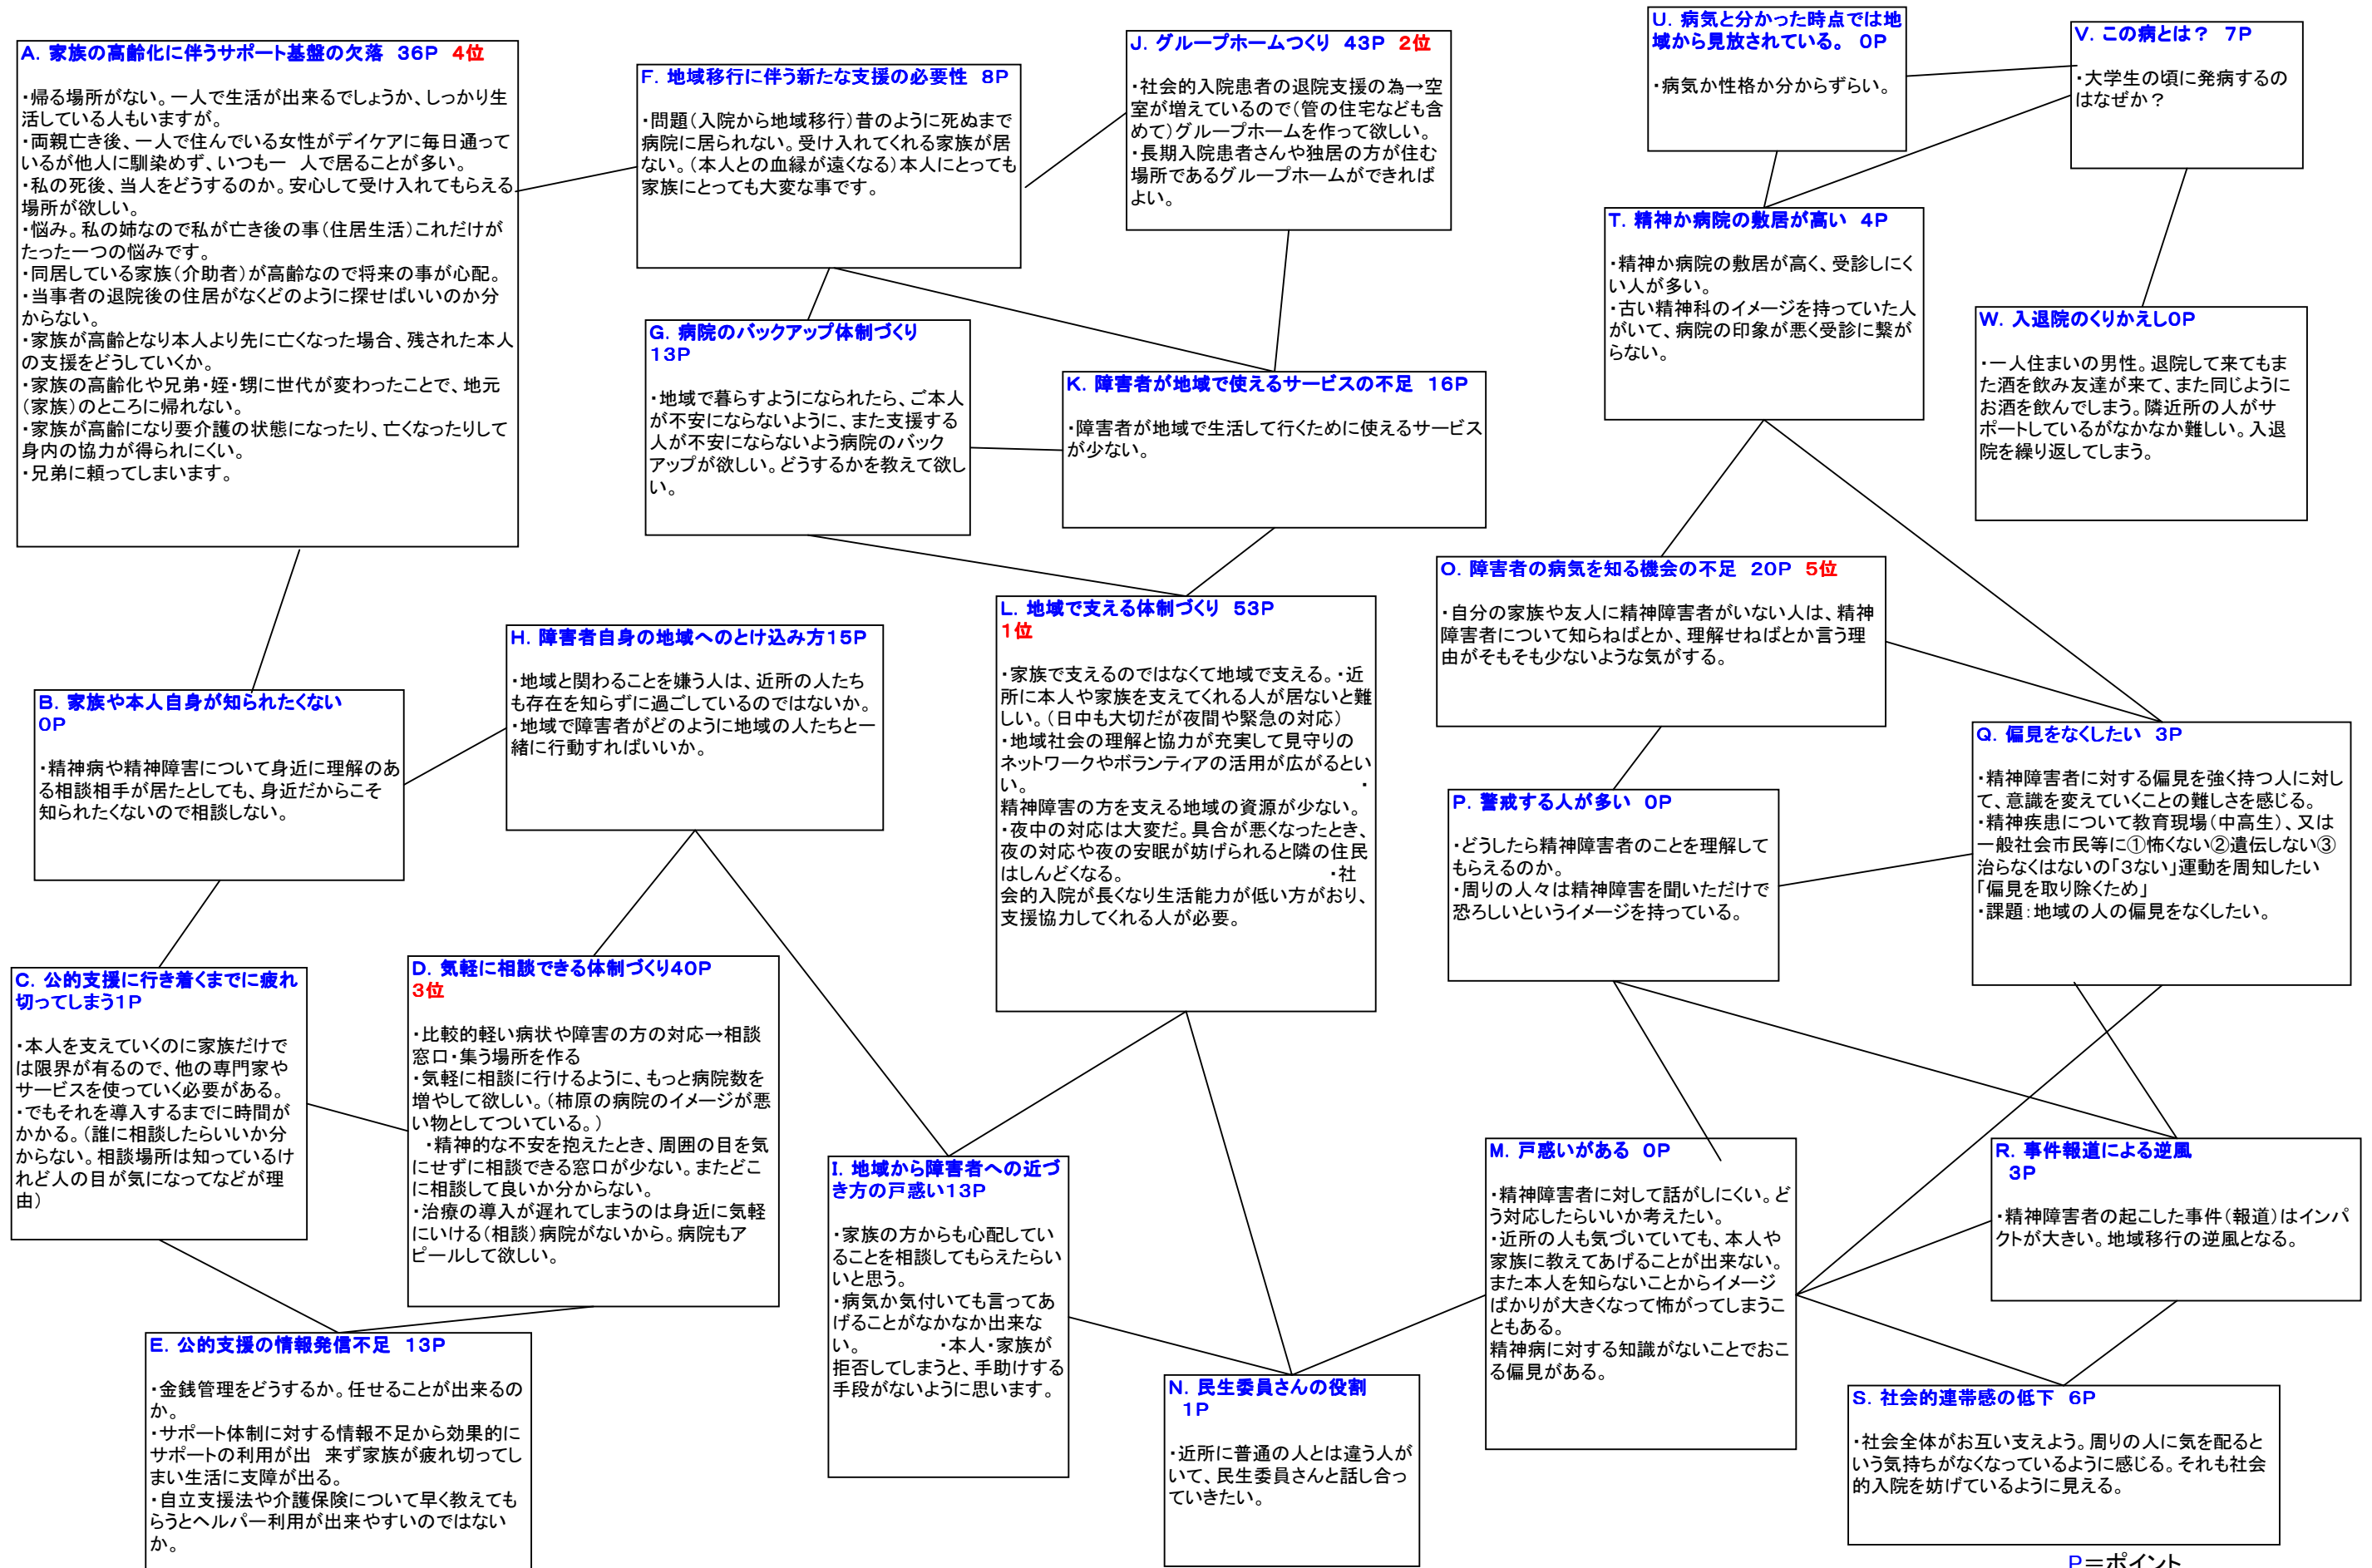 A．家族の高齢化に伴うサポート基盤の欠落　36P　4位
・帰る場所がない。一人で生活が出来るでしょうか、しっかり生
活している人もいますが。
・両親亡き後、一人で住んでいる女性がデイケアに毎日通って
いるが他人に馴染めず、いつも一　人で居ることが多い。
・私の死後、当人をどうするのか。安心して受け入れてもらえる
場所が欲しい。
・悩み。私の姉なので私が亡き後の事（住居生活）これだけが
たった一つの悩みです。
・同居している家族（介助者）が高齢なので将来の事が心配。
・当事者の退院後の住居がなくどのように探せばいいのか分
からない。
・家族が高齢となり本人より先に亡くなった場合、残された本人
の支援をどうしていくか。
・家族の高齢化や兄弟・姪・甥に世代が変わったことで、地元
（家族）のところに帰れない。
・家族が高齢になり要介護の状態になったり、亡くなったりして
身内の協力が得られにくい。
・兄弟に頼ってしまいます。
B．家族や本人自身が知られたくない
0P
・精神病や精神障害について身近に理解のあ
る相談相手が居たとしても、身近だからこそ
知られたくないので相談しない。
C．公的支援に行き着くまでに疲れ
切ってしまう1P
・本人を支えていくのに家族だけで
は限界が有るので、他の専門家や
サービスを使っていく必要がある。
・でもそれを導入するまでに時間が
かかる。（誰に相談したらいいか分
からない。相談場所は知っているけ
れど人の目が気になってなどが理
由）
D．気軽に相談できる体制づくり40P
3位
・比較的軽い病状や障害の方の対応→相談
窓口・集う場所を作る
・気軽に相談に行けるように、もっと病院数を
増やして欲しい。（柿原の病院のイメージが悪
い物としてついている。）
・精神的な不安を抱えたとき、周囲の目を気
にせずに相談できる窓口が少ない。またどこ
に相談して良いか分からない。
・治療の導入が遅れてしまうのは身近に気軽
にいける（相談）病院がないから。病院もア
ピールして欲しい。
E．公的支援の情報発信不足　13P
・金銭管理をどうするか。任せることが出来るの
か。
・サポート体制に対する情報不足から効果的に
サポートの利用が出　来ず家族が疲れ切ってし
まい生活に支障が出る。
・自立支援法や介護保険について早く教えても
らうとヘルパー利用が出来やすいのではない
か。
F．地域移行に伴う新たな支援の必要性　8P
・問題（入院から地域移行）昔のように死ぬまで
病院に居られない。受け入れてくれる家族が居
ない。（本人との血縁が遠くなる）本人にとっても
家族にとっても大変な事です。
G．病院のバックアップ体制づくり
13P
・地域で暮らすようになられたら、ご本人
が不安にならないように、また支援する
人が不安にならないよう病院のバック
アップが欲しい。どうするかを教えて欲し
い。
H．障害者自身の地域へのとけ込み方15P
・地域と関わることを嫌う人は、近所の人たち
も存在を知らずに過ごしているのではないか。
・地域で障害者がどのように地域の人たちと一
緒に行動すればいいか。
I．地域から障害者への近づ
き方の戸惑い13P
・家族の方からも心配してい
ることを相談してもらえたらい
いと思う。
・病気か気付いても言ってあ
げることがなかなか出来な
い。　　　　　・本人・家族が
拒否してしまうと、手助けする
手段がないように思います。
J．グループホームつくり　43P　2位
・社会的入院患者の退院支援の為→空
室が増えているので（管の住宅なども含
めて）グループホームを作って欲しい。
・長期入院患者さんや独居の方が住む
場所であるグループホームができれば
よい。
K．障害者が地域で使えるサービスの不足　16P
・障害者が地域で生活して行くために使えるサービス
が少ない。
L．地域で支える体制づくり　53P
1位
・家族で支えるのではなくて地域で支える。・近
所に本人や家族を支えてくれる人が居ないと難
しい。（日中も大切だが夜間や緊急の対応）
・地域社会の理解と協力が充実して見守りの
ネットワークやボランティアの活用が広がるとい
い。　　　　　　　　　　　　　　　　　　　・
精神障害の方を支える地域の資源が少ない。
・夜中の対応は大変だ。具合が悪くなったとき、
夜の対応や夜の安眠が妨げられると隣の住民
はしんどくなる。　　　　　　　　　　　・社
会的入院が長くなり生活能力が低い方がおり、
支援協力してくれる人が必要。
M．戸惑いがある　0P
・精神障害者に対して話がしにくい。ど
う対応したらいいか考えたい。
・近所の人も気づいていても、本人や
家族に教えてあげることが出来ない。
また本人を知らないことからイメージ
ばかりが大きくなって怖がってしまうこ
ともある。
精神病に対する知識がないことでおこ
る偏見がある。
N．民生委員さんの役割
1P
・近所に普通の人とは違う人が
いて、民生委員さんと話し合っ
ていきたい。
O．障害者の病気を知る機会の不足　20P　5位
・自分の家族や友人に精神障害者がいない人は、精神
障害者について知らねばとか、理解せねばとか言う理
由がそもそも少ないような気がする。
P．警戒する人が多い　0P
・どうしたら精神障害者のことを理解して
もらえるのか。
・周りの人々は精神障害を聞いただけで
恐ろしいというイメージを持っている。
Q．偏見をなくしたい　3P
・精神障害者に対する偏見を強く持つ人に対し
て、意識を変えていくことの難しさを感じる。
・精神疾患について教育現場（中高生）、又は
一般社会市民等に①怖くない②遺伝しない③
治らなくはないの「3ない」運動を周知したい
「偏見を取り除くため」
・課題：地域の人の偏見をなくしたい。
R．事件報道による逆風
3P
・精神障害者の起こした事件（報道）はインパ
クトが大きい。地域移行の逆風となる。
S．社会的連帯感の低下　6P
・社会全体がお互い支えよう。周りの人に気を配ると
いう気持ちがなくなっているように感じる。それも社会
的入院を妨げているように見える。
T．精神か病院の敷居が高い　4P
・精神か病院の敷居が高く、受診しにく
い人が多い。
・古い精神科のイメージを持っていた人
がいて、病院の印象が悪く受診に繋が
らない。
U．病気と分かった時点では地
域から見放されている。　0P
・病気か性格か分からずらい。
V．この病とは？　7P
・大学生の頃に発病するの
はなぜか？
W．入退院のくりかえし0P
・一人住まいの男性。退院して来てもま
た酒を飲み友達が来て、また同じように
お酒を飲んでしまう。隣近所の人がサ
ポートしているがなかなか難しい。入退
院を繰り返してしまう。
P＝ポイント